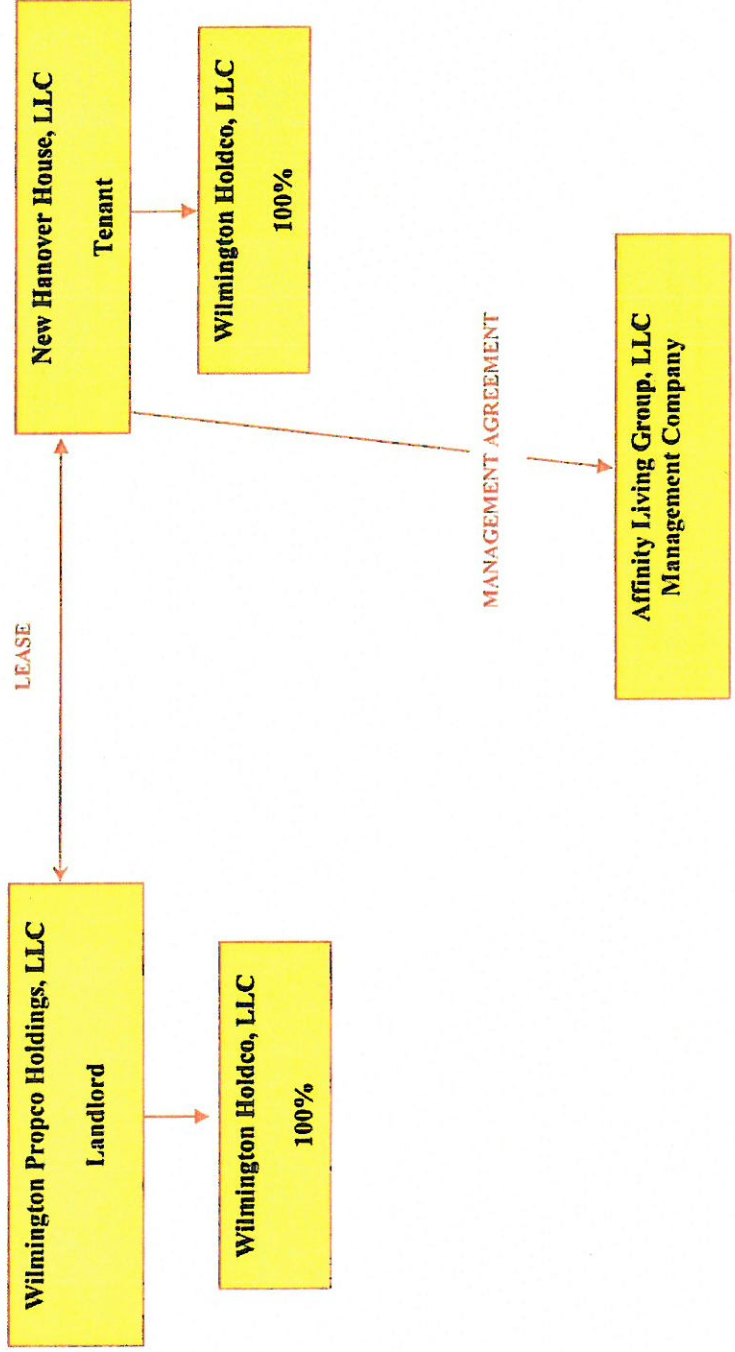 LEASE
Wilmington Propco Holdings, LLC
Landlord
New Hanover House, LLC
Tenant
Wilmington Holdco, LLC
100%
Wilmington Holdco, LLC
100%
MANAGEMENT AGREEMENT
Affinity Living Group, LLC
Management Company